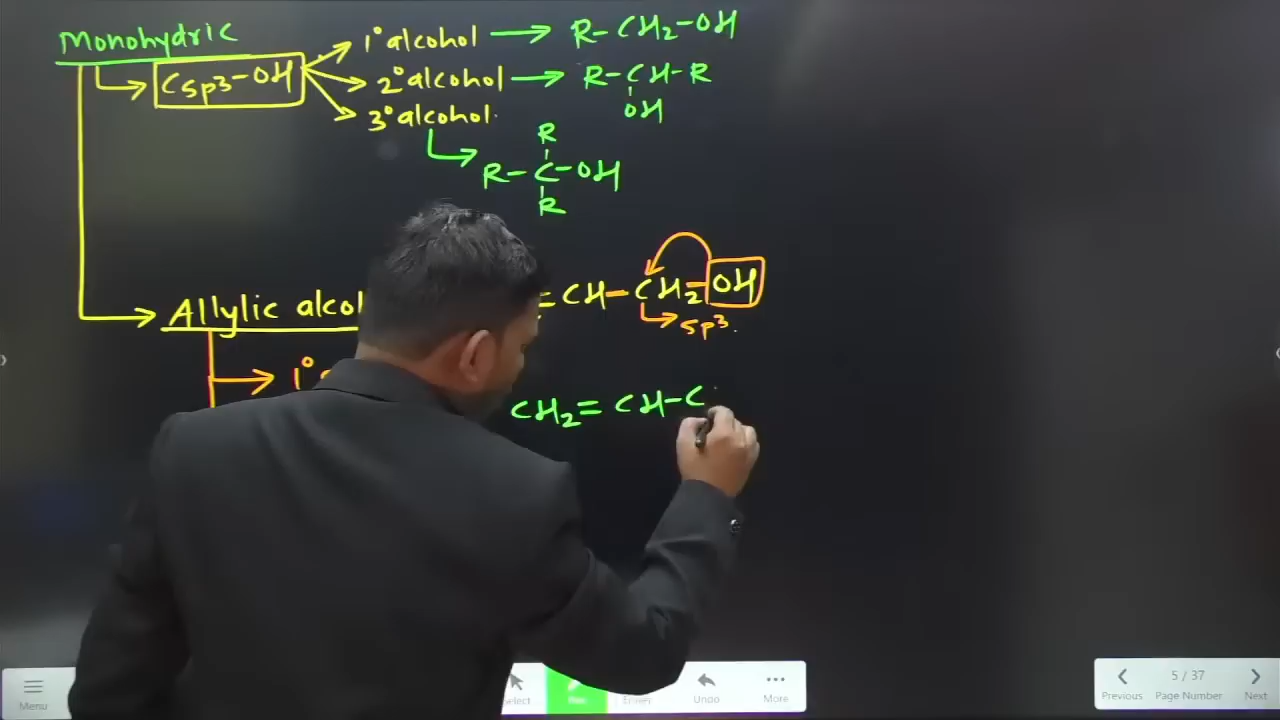 Monohydric
Csp3-OH
1° alcohol → R-CH2-OH
2° alcohol → R-CH-R
OH
3° alcohol.
R
R-C-OH
R
Allylic
=CH-CH2-OH
sp3.
1°
CH2=CH-C
Menu
Undo
More
Previous
5 / 37
Page Number
Next